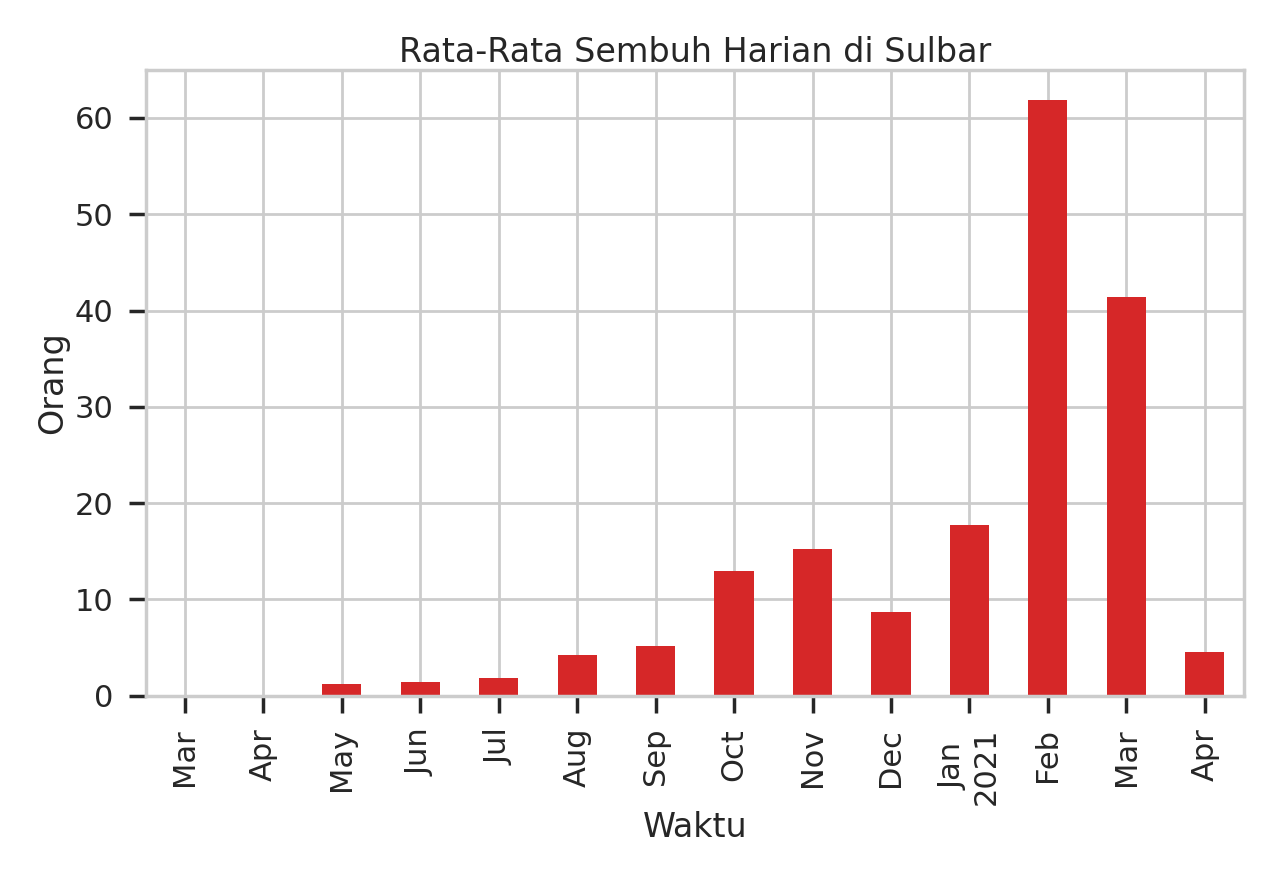 Rata-Rata Sembuh Harian di Sulbar
60
50
40
30
20
10
0
Orang
Mar
Apr
May
Jun
Jul
Aug
Sep
Oct
Nov
Dec
Jan
2021
Feb
Mar
Apr
Waktu